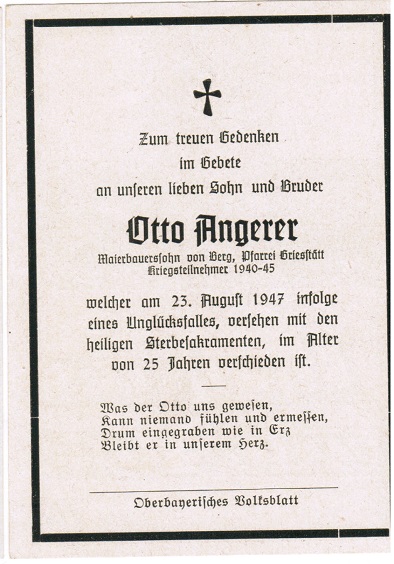 Zum treuen Gedenken
im Gebete
an unseren lieben Sohn und Bruder
Otto Angerer
Maierbauerssohn von Berg, Pfarrei Griesstätt
Kriegsteilnehmer 1940-45
welcher am 23. August 1947 infolge
eines Unglücksfalles, versehen mit den
heiligen Sterbesakramenten, im Alter
von 25 Jahren verschieden ist.
Was der Otto uns gewesen,
Kann niemand fühlen und ermessen,
Drum eingegraben wie in Erz
Bleibt er in unserem Herz.
Oberbayerisches Volksblatt